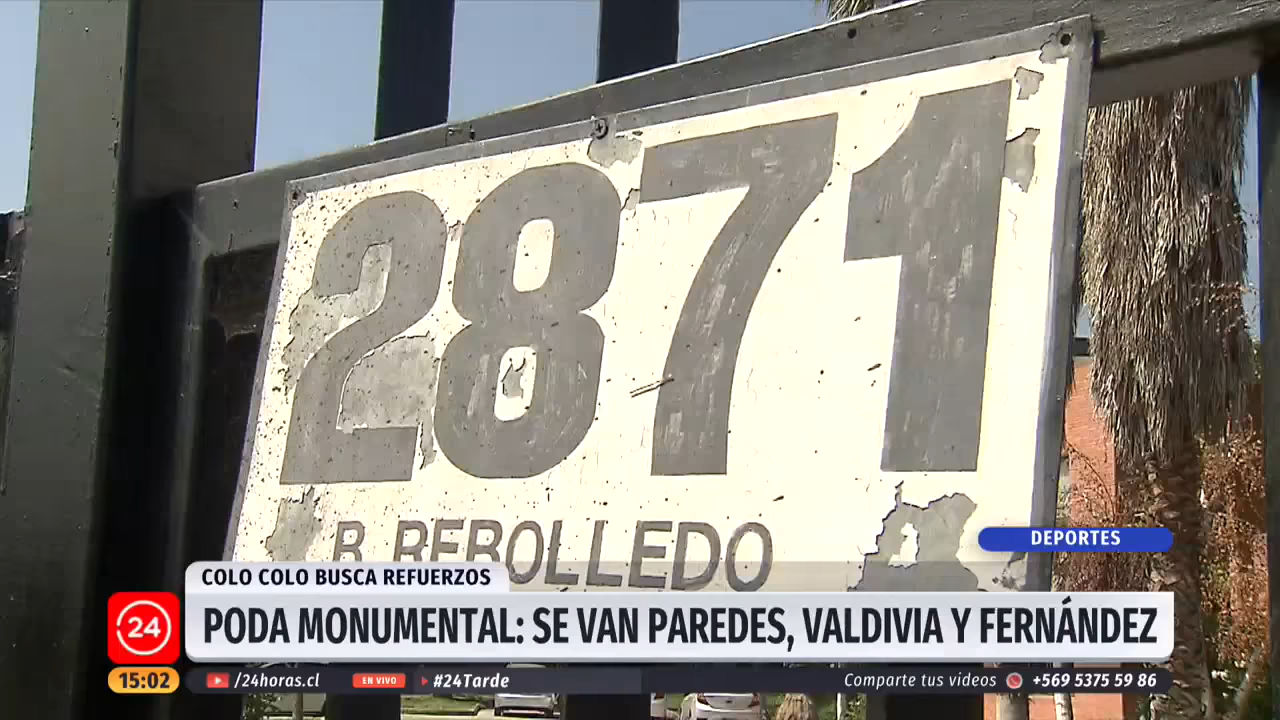 2871
R. REBOLLEDO
DEPORTES
COLO COLO BUSCA REFUERZOS
24
PODA MONUMENTAL: SE VAN PAREDES, VALDIVIA Y FERNÁNDEZ
15:02
/24horas.cl
EN VIVO
#24Tarde
Comparte tus videos
+569 5375 59 86